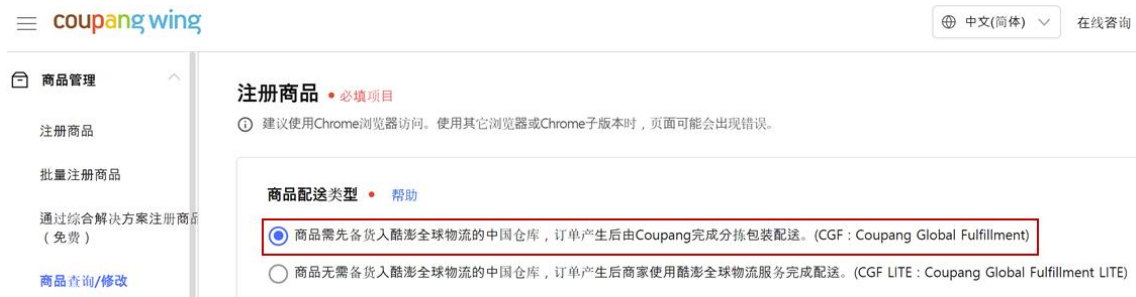 coupang wing
中文(简体)
在线咨询
商品管理
注册商品
批量注册商品
通过综合解决方案注册商品
（免费）
商品查询/修改
注册商品 • 必填项目
建议使用Chrome浏览器访问。使用其它浏览器或Chrome子版本时，页面可能会出现错误。
商品配送类型 • 帮助
商品需先备货入酷澎全球物流的中国仓库，订单产生后由Coupang完成分拣包装配送。(CGF：Coupang Global Fulfillment)
商品无需备货入酷澎全球物流的中国仓库，订单产生后商家使用酷澎全球物流服务完成配送。(CGF LITE：Coupang Global Fulfillment LITE)